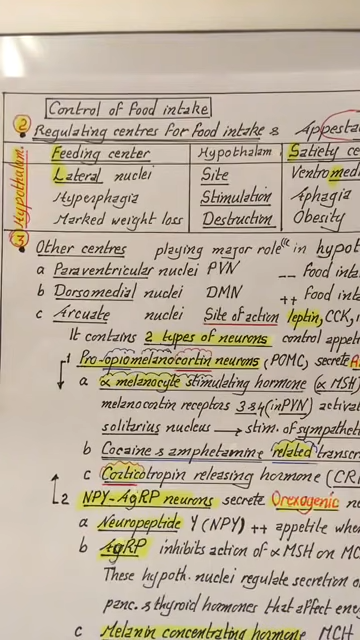 Control of Food intake
2 Regulating centres for food intake & Appesta
Hypothalam.
Feeding center Hypothalam. Satiety ce
Lateral nuclei Site Ventromed
Hyperphagia Stimulation Aphagia
Marked weight loss Destruction Obesity
3 Other centres playing major role in hypot
a Paraventricular nuclei PVN -- Food inta
b Dorsomedial nuclei DMN ++ Food int
c Arcuate nuclei Site of action leptin, CCK,
It contains 2 types of neurons control appet
1 Pro-opiomelanocortin neurons (POMC) secrete
a α melanocyte stimulating hormone (α MSH)
melanocortin receptors 3 & 4 (in PVN) activat
solitarius nucleus → stim. of sympathet
b Cocaine & amphetamine related transcr
c Corticotropin releasing hormone (CR
2 NPY-AgRP neurons secrete Orexogenic ne
a Neuropeptide Y (NPY) ++ appetite whe
b AgRP inhibits action of α MSH on MC
These hypoth. nuclei regulate secretion o
panc. & thyroid hormones that affect ene
c Melanin concentrating hormone MCH